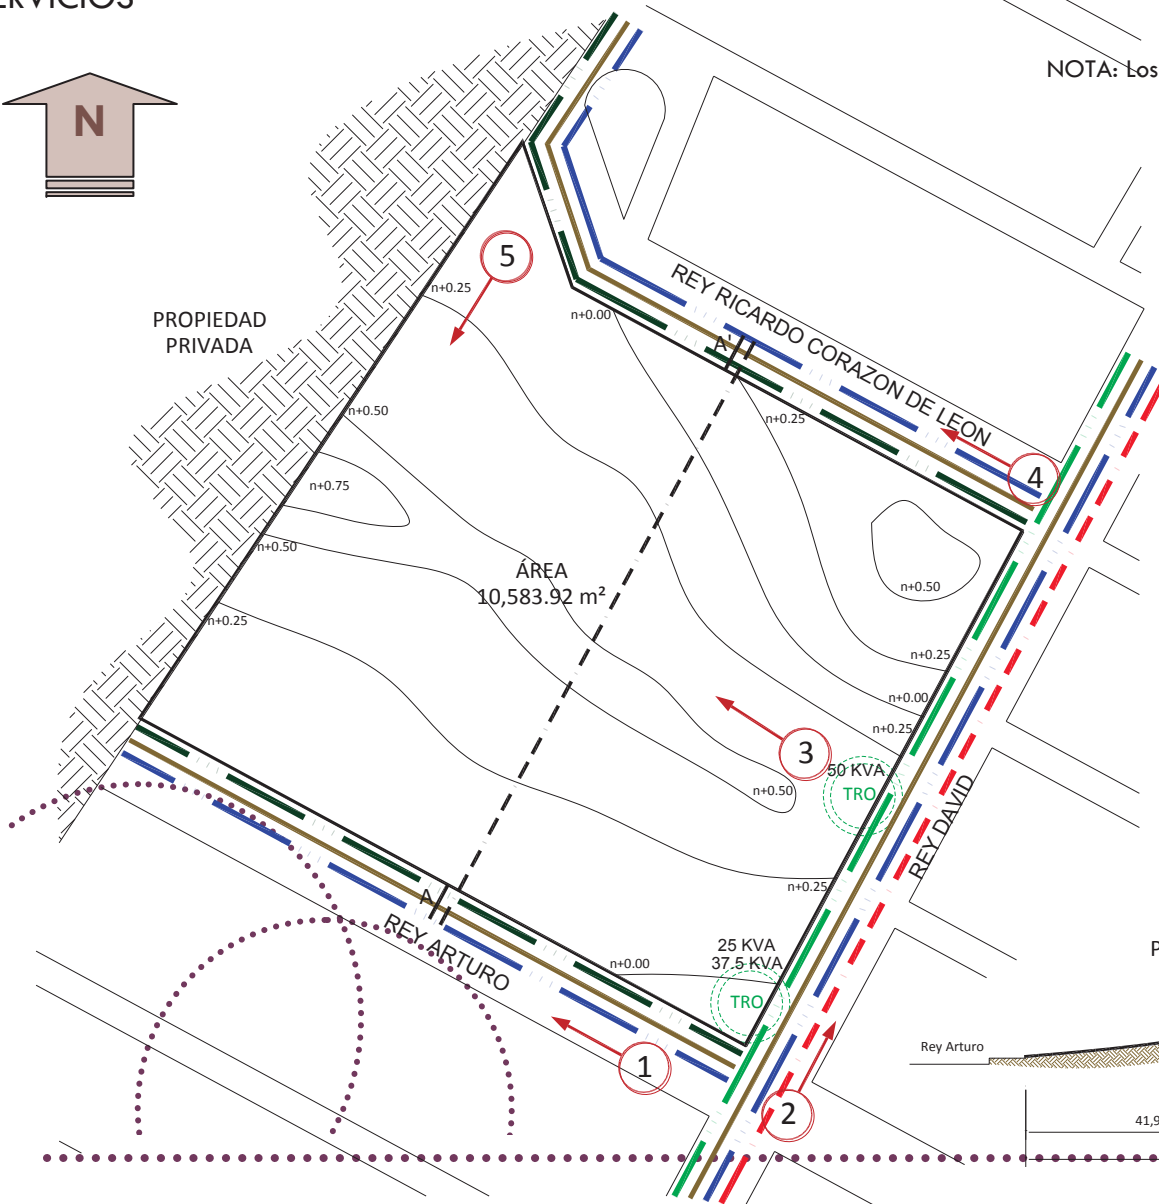 N
NOTA: Los
5
n+0.25
REY RICARDO CORAZON DE LEON
n+0.00
PROPIEDAD
PRIVADA
A'
n+0.50
n+0.25
4
n+0.75
n+0.50
ÁREA
10,583.92 m²
n+0.50
n+0.25
n+0.25
n+0.00
n+0.25
3
50 KVA
TRO
n+0.50
REY DAVID
n+0.25
A
REY ARTURO
25 KVA
37.5 KVA
n+0.00
TRO
P
Rey Arturo
1
2
41,9